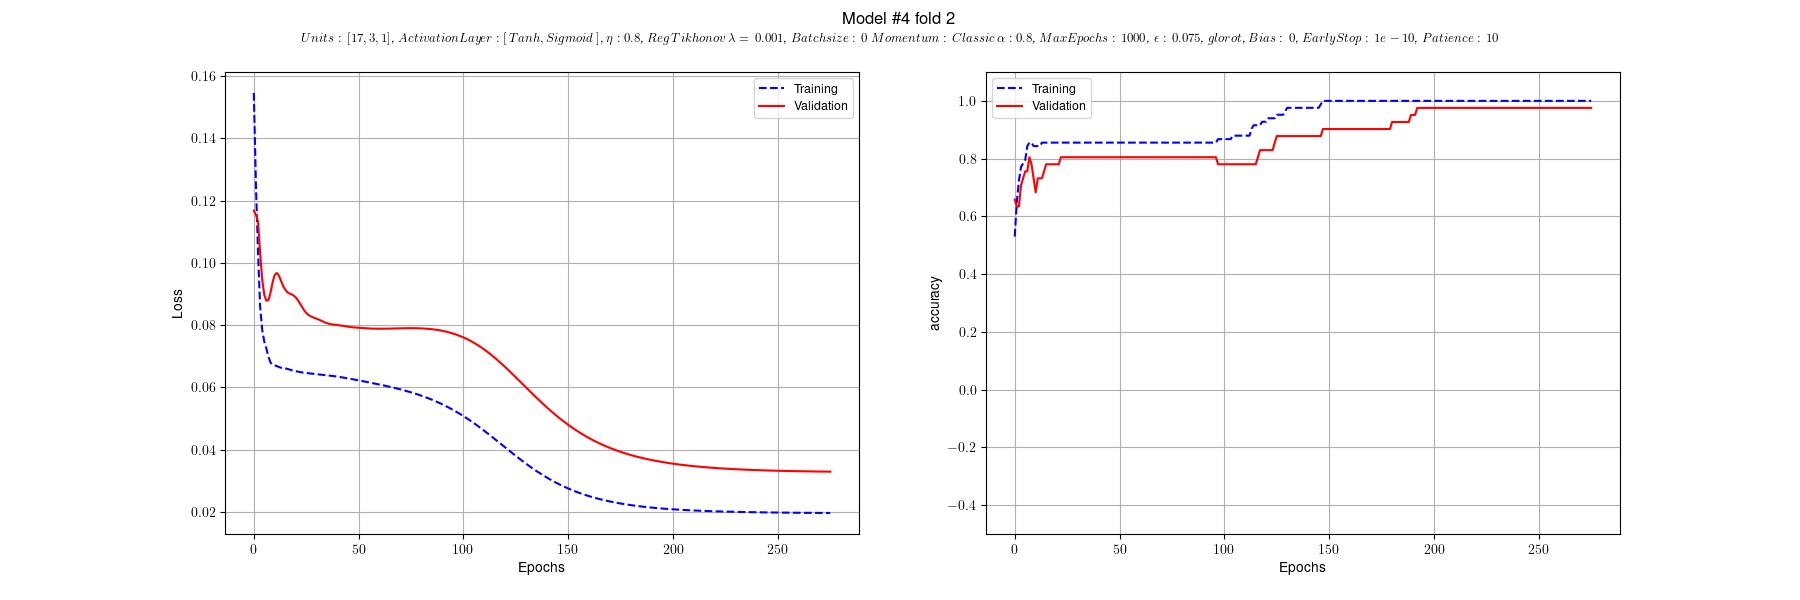 Model #4 fold 2
Units : [17, 3, 1], ActivationLayer : [ Tanh, Sigmoid ], η : 0.8, RegTikhonov λ = 0.001, Batchsize : 0 Momentum : Classic α : 0.8, MaxEpochs : 1000, ϵ : 0.075, glorot, Bias : 0, EarlyStop : 1e − 10, Patience : 10
0.16
0.14
0.12
0.10
0.08
0.06
0.04
0.02
Loss
Training
Validation
0 50 100 150 200 250
Epochs
1.0
0.8
0.6
0.4
0.2
0.0
−0.2
−0.4
accuracy
Training
Validation
0 50 100 150 200 250
Epochs